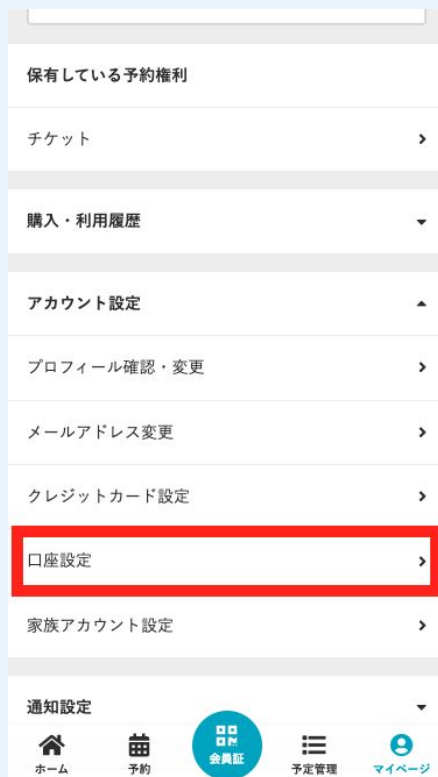 保有している予約権利
チケット
購入・利用履歴
アカウント設定
プロフィール確認・変更
メールアドレス変更
クレジットカード設定
口座設定
家族アカウント設定
通知設定
ホーム
予約
会員証
予定管理
マイページ